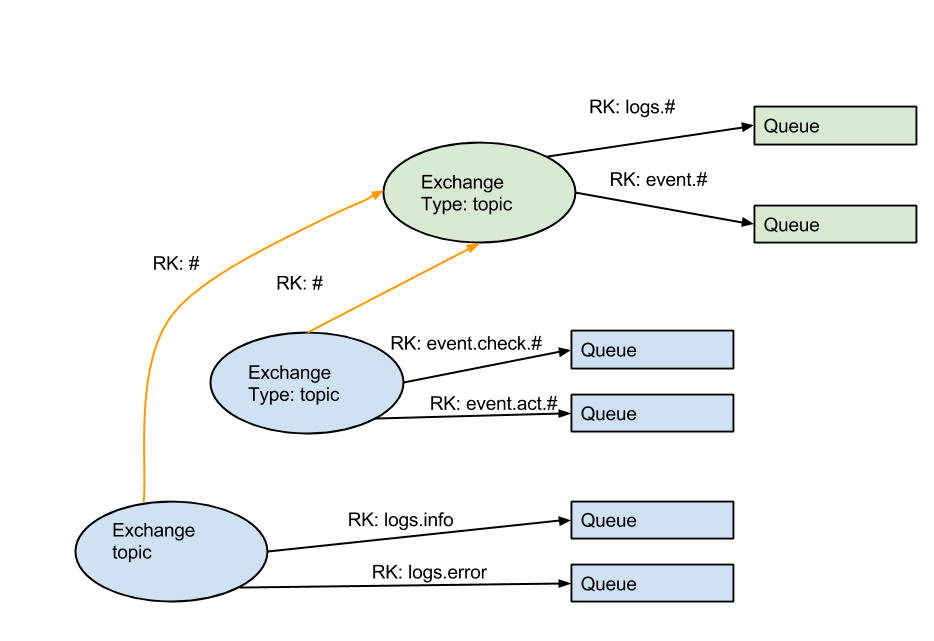 RK: logs.#
Queue
Exchange
Type: topic
RK: event.#
Queue
RK: #
RK: #
RK: event.check.#
Queue
Exchange
Type: topic
RK: event.act.#
Queue
Exchange
topic
RK: logs.info
Queue
RK: logs.error
Queue